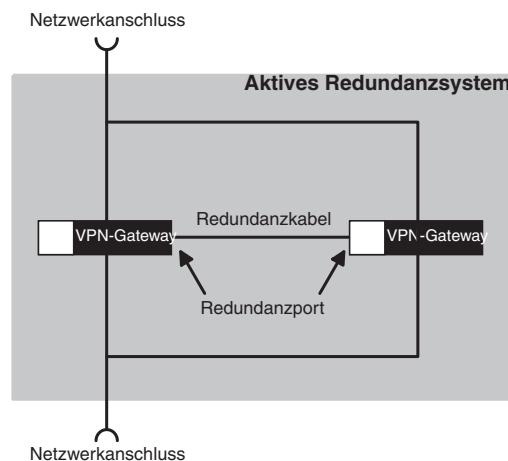 Netzwerkanschluss
Aktives Redundanzsystem
Redundanzkabel
VPN-Gateway
VPN-Gateway
Redundanzport
Netzwerkanschluss